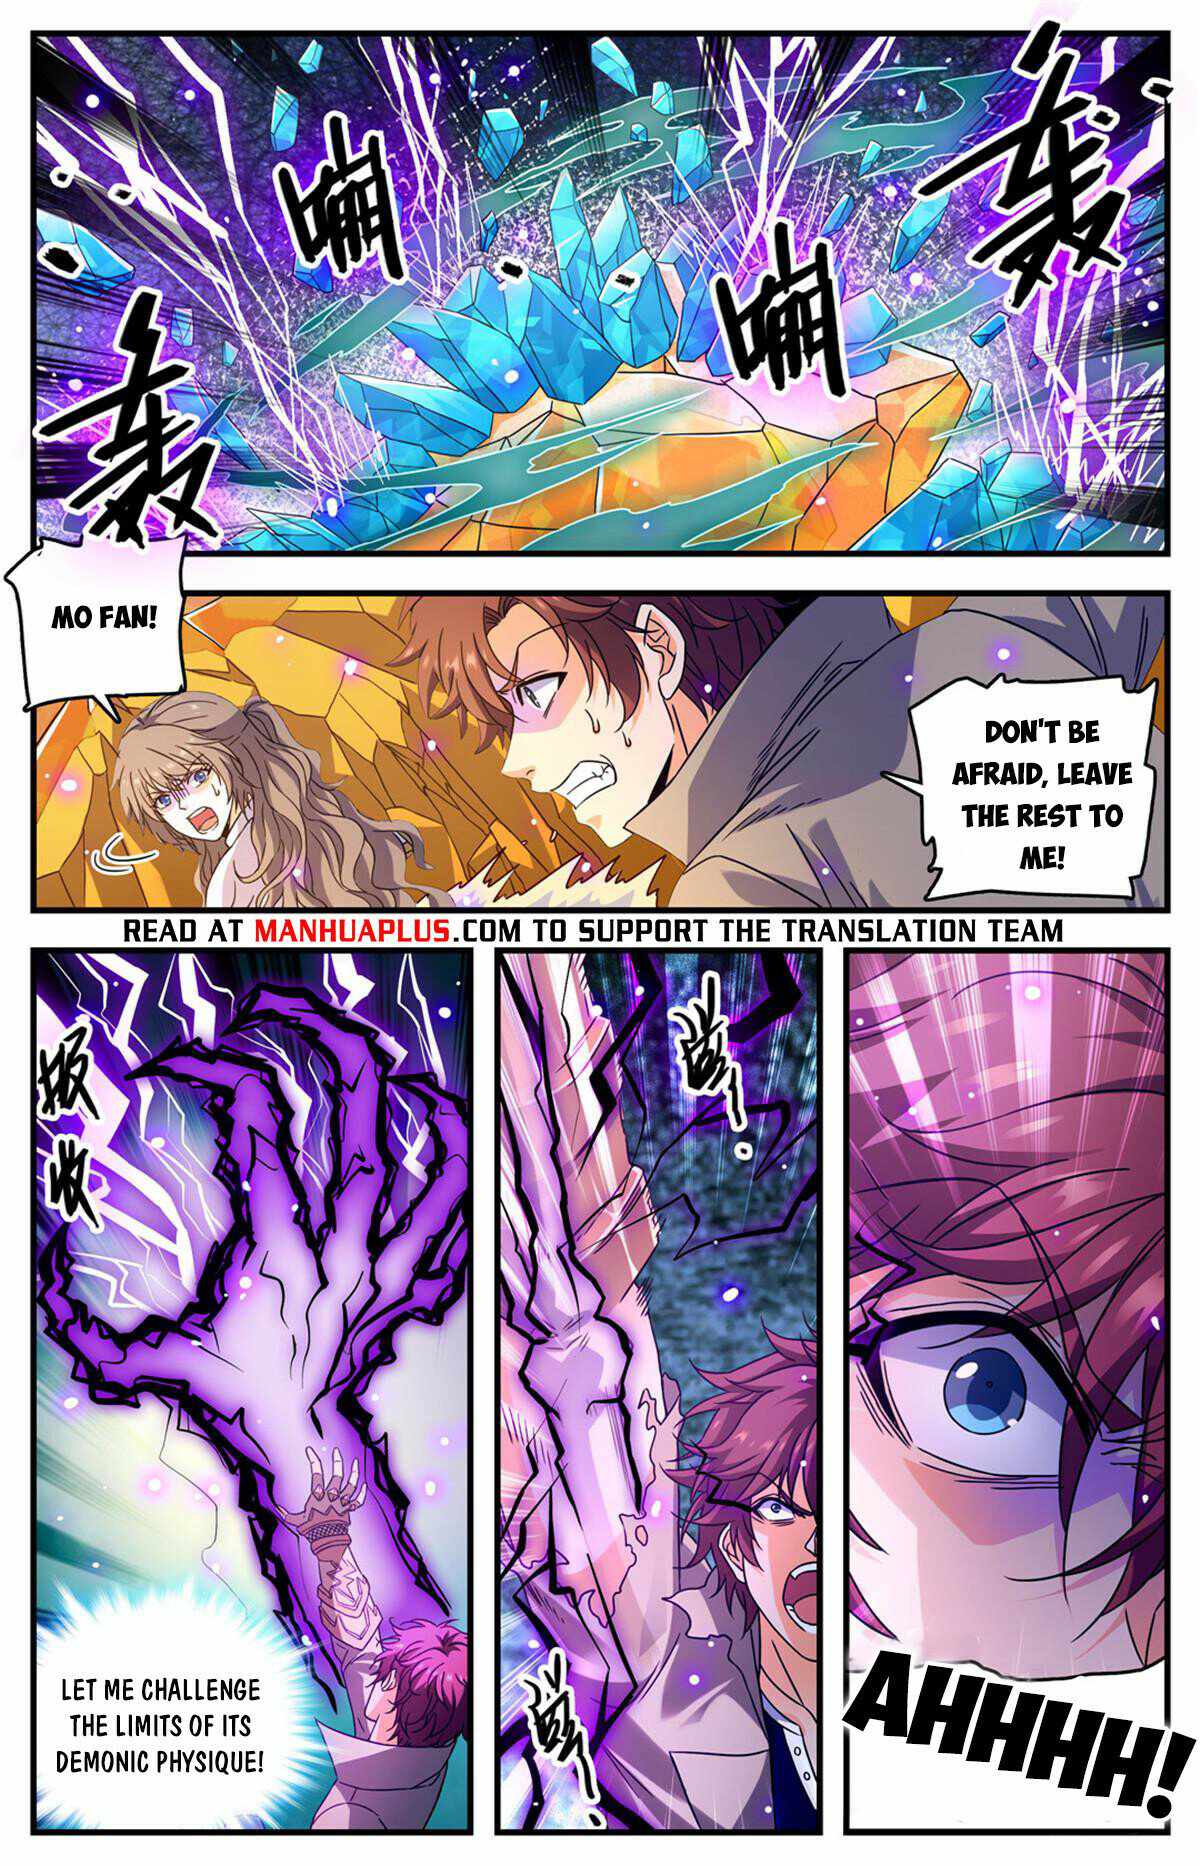 轰
嘣
嘣
轰
MO FAN!
DON'T BE
AFRAID, LEAVE
THE REST TO
ME!
READ AT MANHUAPLUS.COM TO SUPPORT THE TRANSLATION TEAM
吸
收
LET ME CHALLENGE
THE LIMITS OF ITS
DEMONIC PHYSIQUE!
AHHHH!